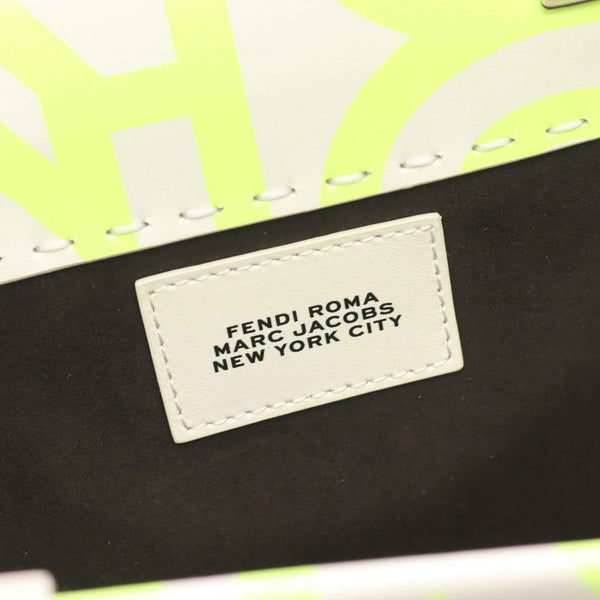 FENDI ROMA
MARC JACOBS
NEW YORK CITY